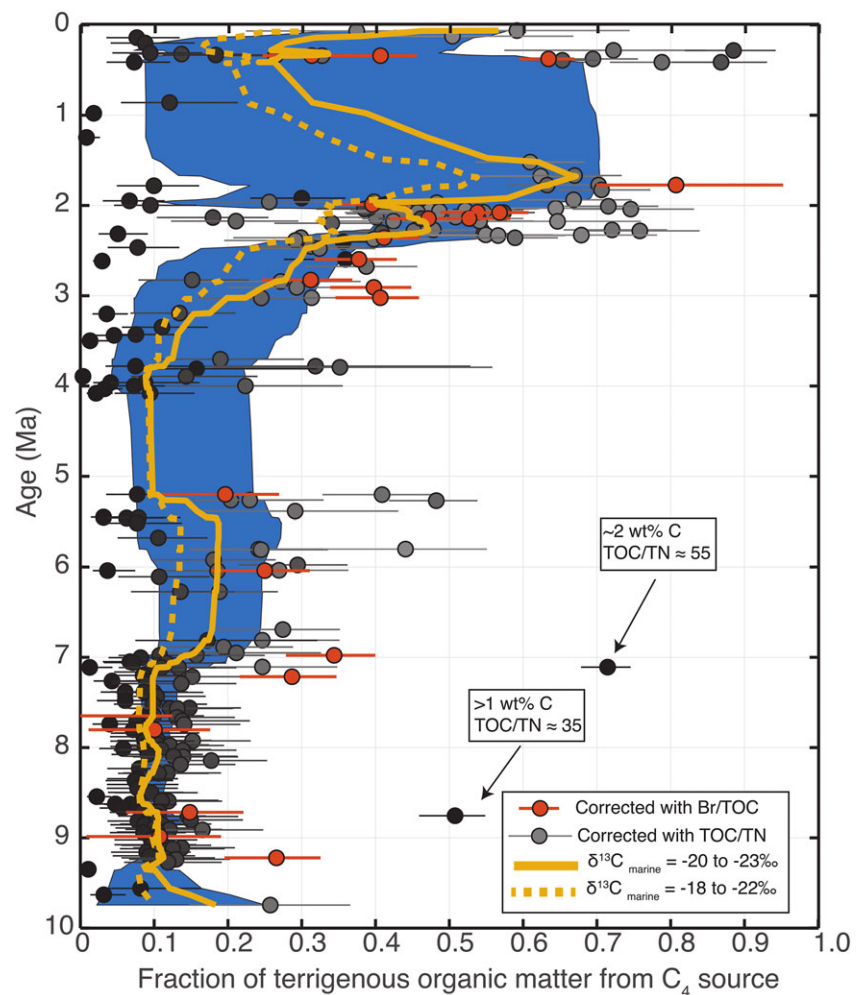 0
1
2
3
4
5
6
7
8
9
10
Age (Ma)
~2 wt% C
TOC/TN ≈ 55
>1 wt% C
TOC/TN ≈ 35
Corrected with Br/TOC
Corrected with TOC/TN
δ¹³C marine = -20 to -23‰
δ¹³C marine = -18 to -22‰
0 0.1 0.2 0.3 0.4 0.5 0.6 0.7 0.8 0.9 1.0
Fraction of terrigenous organic matter from C₄ source